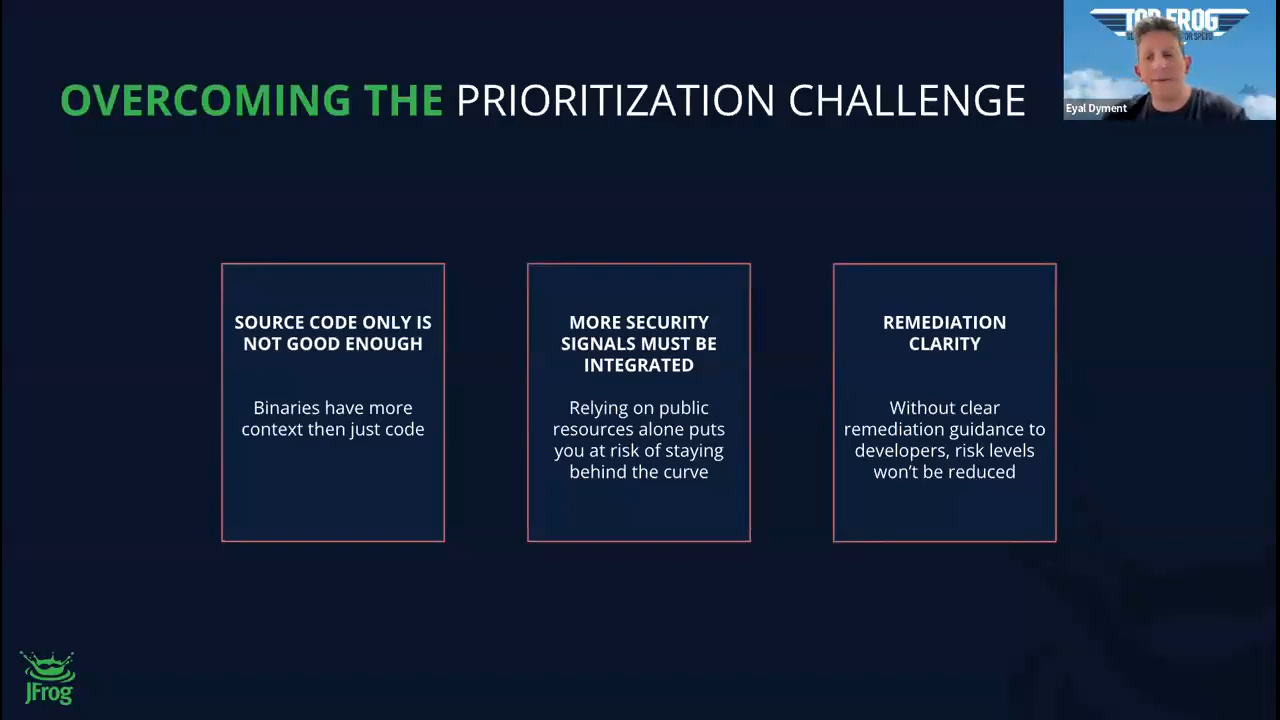 TOP FROG
OVERCOMING THE PRIORITIZATION CHALLENGE
Eyal Dyment
SOURCE CODE ONLY IS
NOT GOOD ENOUGH
Binaries have more
context then just code
MORE SECURITY
SIGNALS MUST BE
INTEGRATED
Relying on public
resources alone puts
you at risk of staying
behind the curve
REMEDIATION
CLARITY
Without clear
remediation guidance to
developers, risk levels
won’t be reduced
JFrog